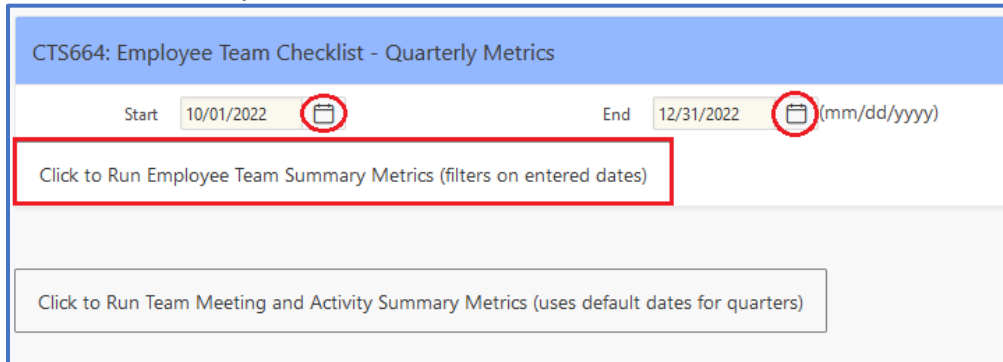 CTS664: Employee Team Checklist - Quarterly Metrics
Start 10/01/2022 End 12/31/2022 (mm/dd/yyyy)
Click to Run Employee Team Summary Metrics (filters on entered dates)
Click to Run Team Meeting and Activity Summary Metrics (uses default dates for quarters)